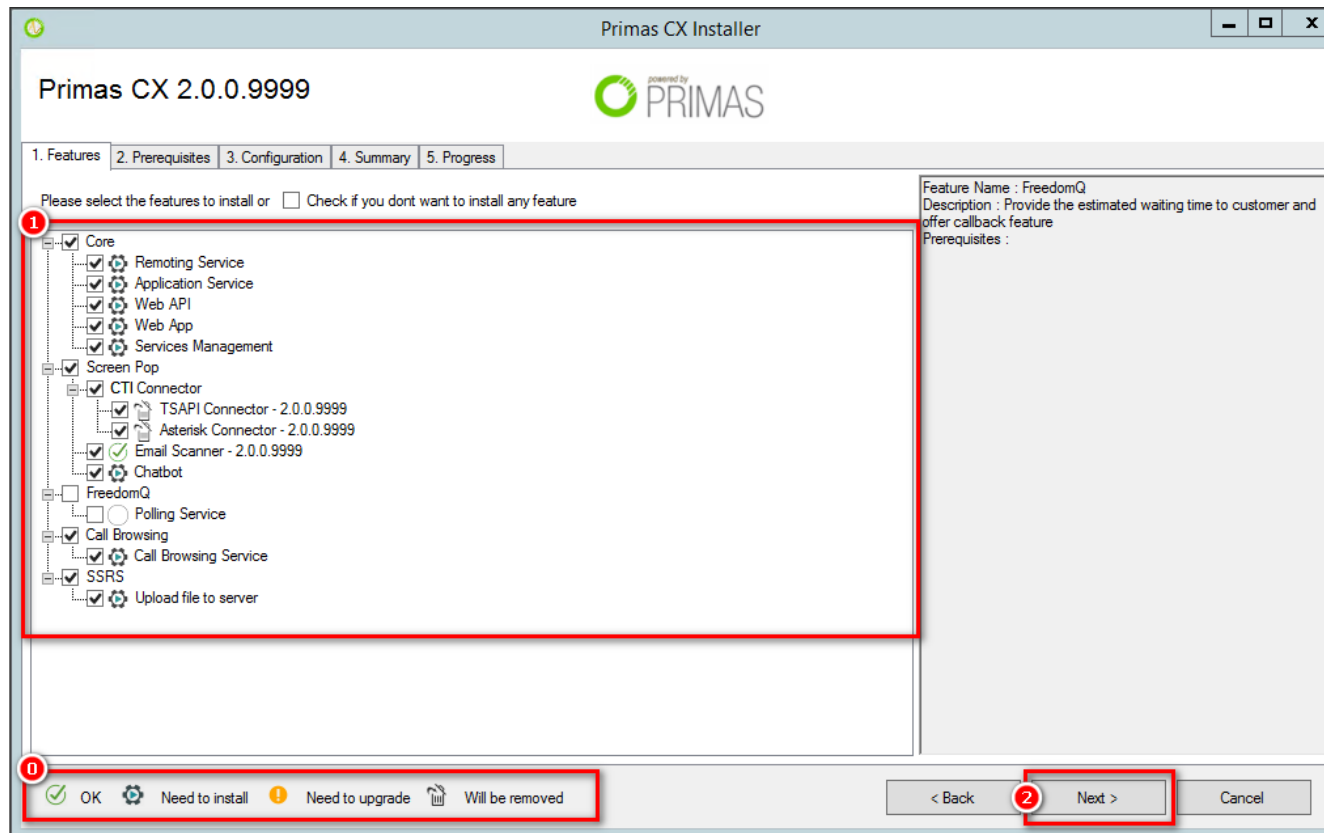 Primas CX Installer
X
Primas CX 2.0.0.9999
powered by
PRIMAS
1. Features
2. Prerequisites
3. Configuration
4. Summary
5. Progress
Please select the features to install or
Check if you dont want to install any feature
1
Core
Remoting Service
Application Service
Web API
Web App
Services Management
Screen Pop
CTI Connector
TSAPI Connector - 2.0.0.9999
Asterisk Connector - 2.0.0.9999
Email Scanner - 2.0.0.9999
Chatbot
FreedomQ
Polling Service
Call Browsing
Call Browsing Service
SSRS
Upload file to server
Feature Name : FreedomQ
Description : Provide the estimated waiting time to customer and
offer callback feature
Prerequisites :
0
OK
Need to install
Need to upgrade
Will be removed
< Back
2
Next >
Cancel